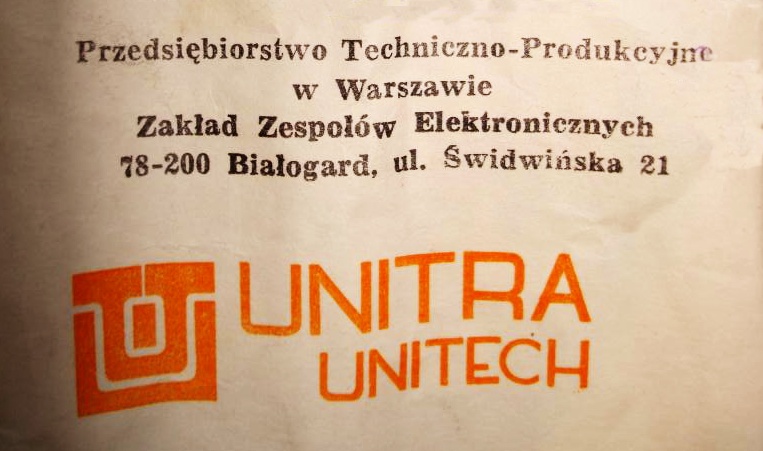 Przedsiębiorstwo Techniczno-Produkcyjne
w Warszawie
Zakład Zespołów Elektronicznych
78-200 Białogard, ul. Świdwińska 21
UNITRA
UNITECH